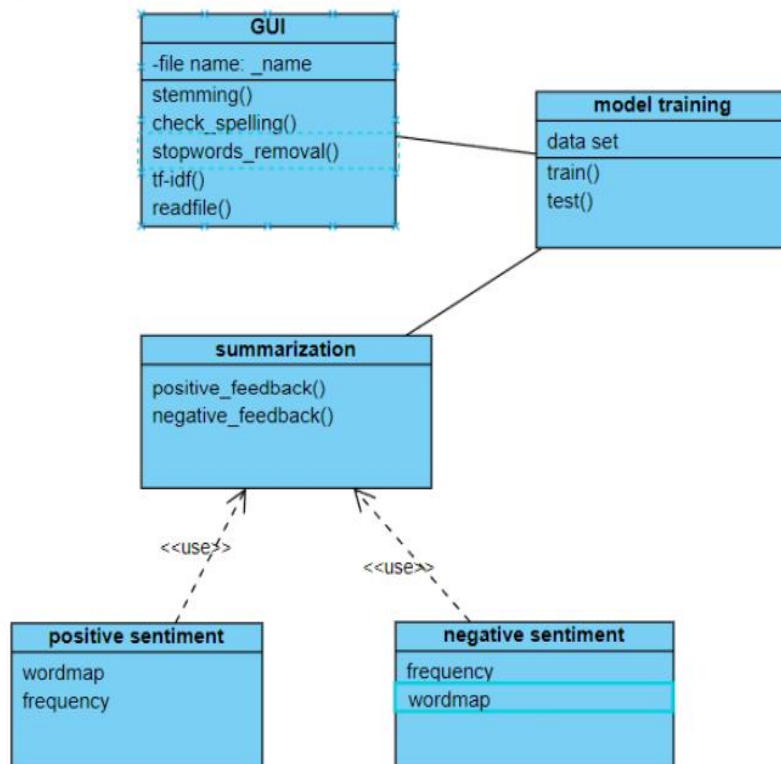 GUI
-file name: _name
stemming()
check_spelling()
stopwords_removal()
tf-idf()
readfile()
model training
data set
train()
test()
summarization
positive_feedback()
negative_feedback()
<<use>>
<<use>>
positive sentiment
wordmap
frequency
negative sentiment
frequency
wordmap